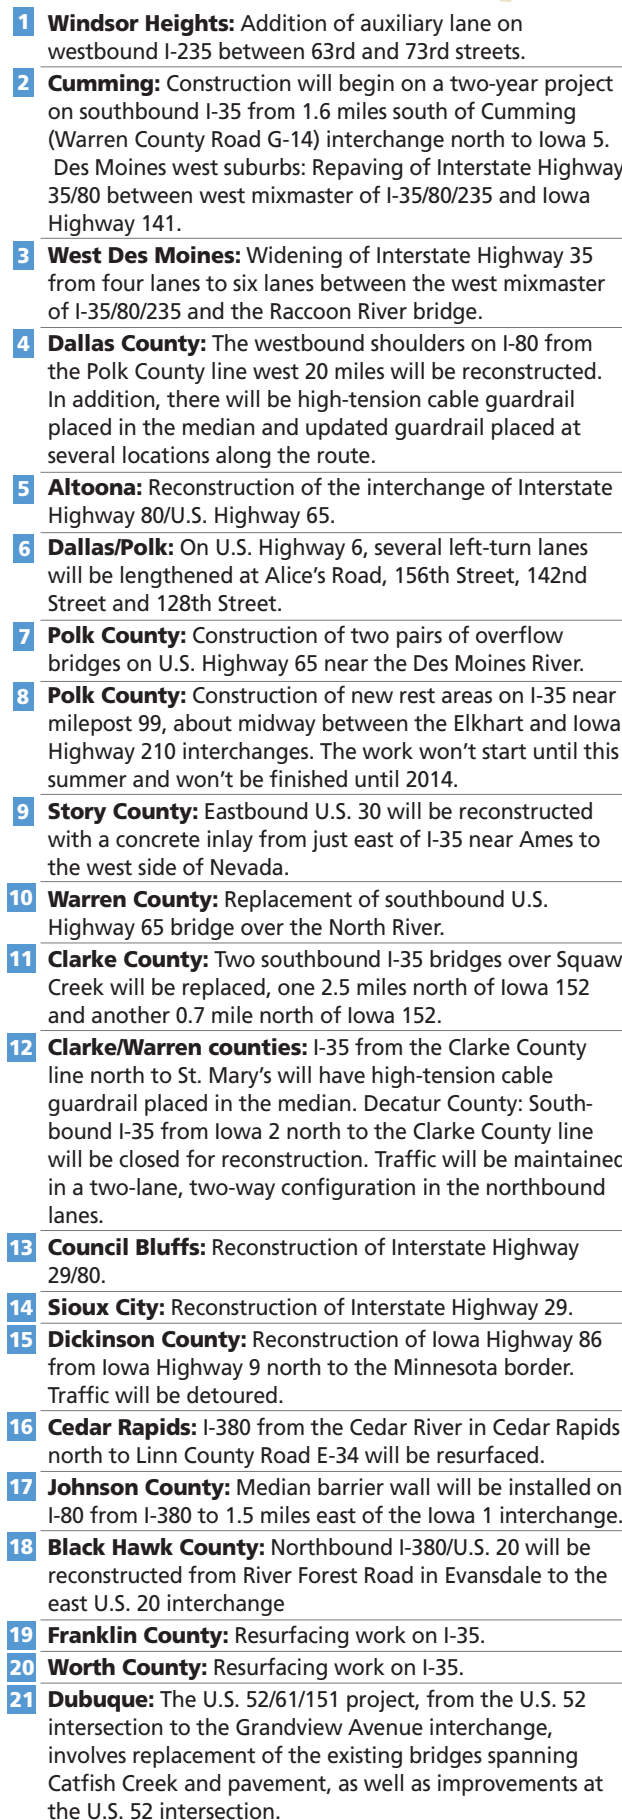 1 Windsor Heights: Addition of auxiliary lane on
westbound I-235 between 63rd and 73rd streets.
2 Cumming: Construction will begin on a two-year project
on southbound I-35 from 1.6 miles south of Cumming
(Warren County Road G-14) interchange north to Iowa 5.
Des Moines west suburbs: Repaving of Interstate Highway
35/80 between west mixmaster of I-35/80/235 and Iowa
Highway 141.
3 West Des Moines: Widening of Interstate Highway 35
from four lanes to six lanes between the west mixmaster
of I-35/80/235 and the Raccoon River bridge.
4 Dallas County: The westbound shoulders on I-80 from
the Polk County line west 20 miles will be reconstructed.
In addition, there will be high-tension cable guardrail
placed in the median and updated guardrail placed at
several locations along the route.
5 Altoona: Reconstruction of the interchange of Interstate
Highway 80/U.S. Highway 65.
6 Dallas/Polk: On U.S. Highway 6, several left-turn lanes
will be lengthened at Alice's Road, 156th Street, 142nd
Street and 128th Street.
7 Polk County: Construction of two pairs of overflow
bridges on U.S. Highway 65 near the Des Moines River.
8 Polk County: Construction of new rest areas on I-35 near
milepost 99, about midway between the Elkhart and Iowa
Highway 210 interchanges. The work won't start until this
summer and won't be finished until 2014.
9 Story County: Eastbound U.S. 30 will be reconstructed
with a concrete inlay from just east of I-35 near Ames to
the west side of Nevada.
10 Warren County: Replacement of southbound U.S.
Highway 65 bridge over the North River.
11 Clarke County: Two southbound I-35 bridges over Squaw
Creek will be replaced, one 2.5 miles north of Iowa 152
and another 0.7 mile north of Iowa 152.
12 Clarke/Warren counties: I-35 from the Clarke County
line north to St. Mary's will have high-tension cable
guardrail placed in the median. Decatur County: South-
bound I-35 from Iowa 2 north to the Clarke County line
will be closed for reconstruction. Traffic will be maintained
in a two-lane, two-way configuration in the northbound
lanes.
13 Council Bluffs: Reconstruction of Interstate Highway
29/80.
14 Sioux City: Reconstruction of Interstate Highway 29.
15 Dickinson County: Reconstruction of Iowa Highway 86
from Iowa Highway 9 north to the Minnesota border.
Traffic will be detoured.
16 Cedar Rapids: I-380 from the Cedar River in Cedar Rapids
north to Linn County Road E-34 will be resurfaced.
17 Johnson County: Median barrier wall will be installed on
I-80 from I-380 to 1.5 miles east of the Iowa 1 interchange.
18 Black Hawk County: Northbound I-380/U.S. 20 will be
reconstructed from River Forest Road in Evansdale to the
east U.S. 20 interchange
19 Franklin County: Resurfacing work on I-35.
20 Worth County: Resurfacing work on I-35.
21 Dubuque: The U.S. 52/61/151 project, from the U.S. 52
intersection to the Grandview Avenue interchange,
involves replacement of the existing bridges spanning
Catfish Creek and pavement, as well as improvements at
the U.S. 52 intersection.